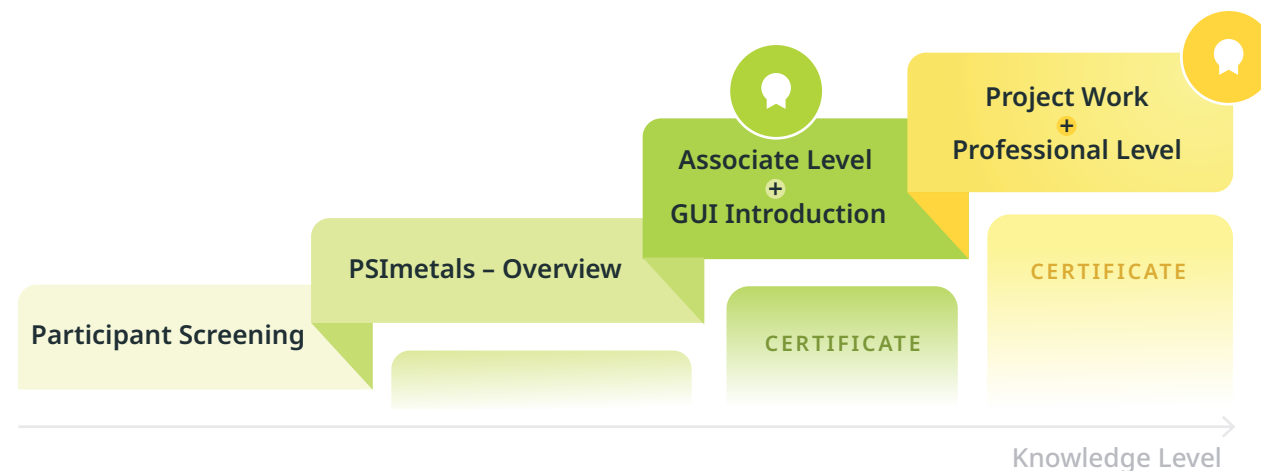 Project Work
+
Professional Level
Associate Level
+
GUI Introduction
PSImetals – Overview
Participant Screening
CERTIFICATE
CERTIFICATE
Knowledge Level